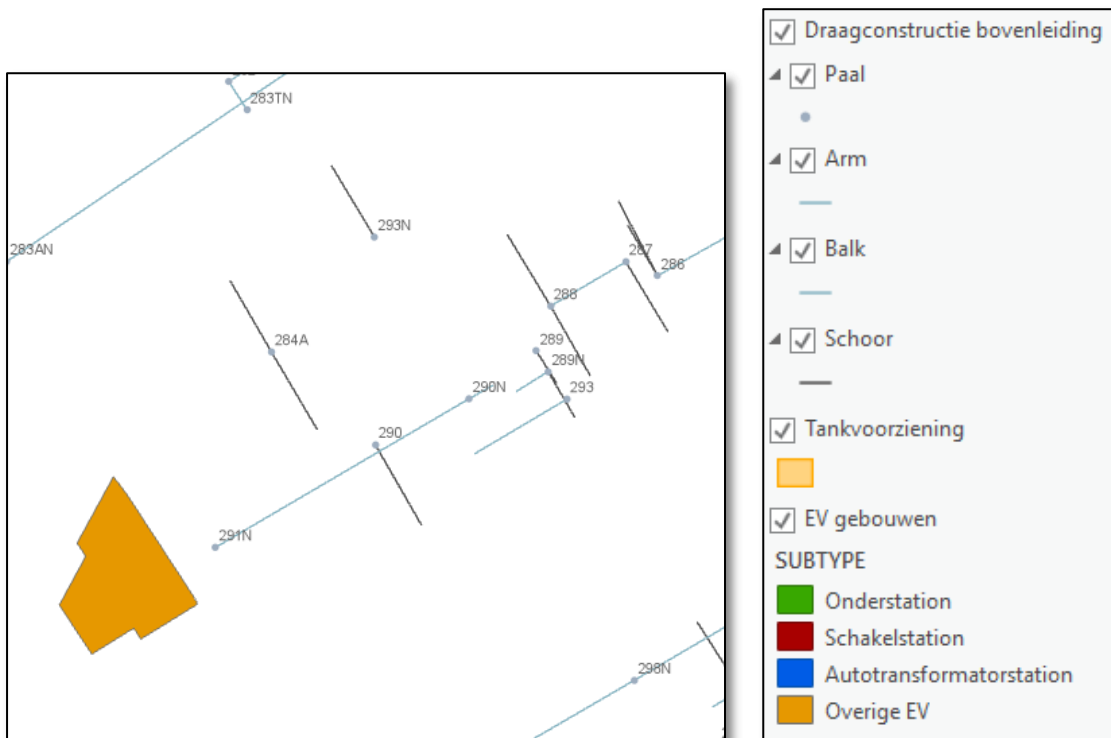 283TN
283AN
293N
287
286
288
284A
289
289N
290N
293
290
291N
298N
Draagconstructie bovenleiding
Paal
Arm
Balk
Schoor
Tankvoorziening
EV gebouwen
SUBTYPE
Onderstation
Schakelstation
Autotransformatorstation
Overige EV